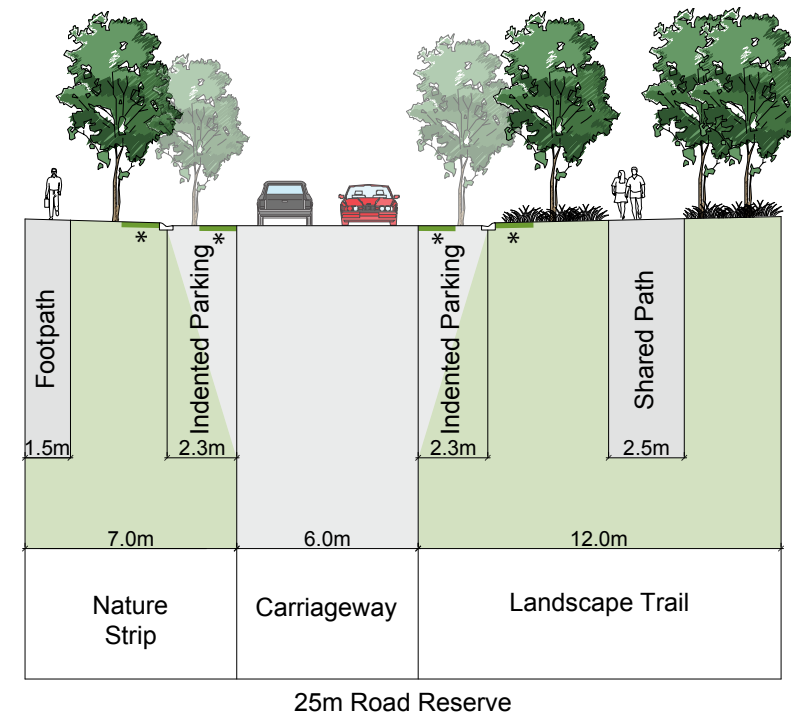 * * * *
Footpath
Indented Parking
Indented Parking
Shared Path
1.5m 2.3m 2.3m 2.5m
7.0m 6.0m 12.0m
Nature
Strip
Carriageway
Landscape Trail
25m Road Reserve